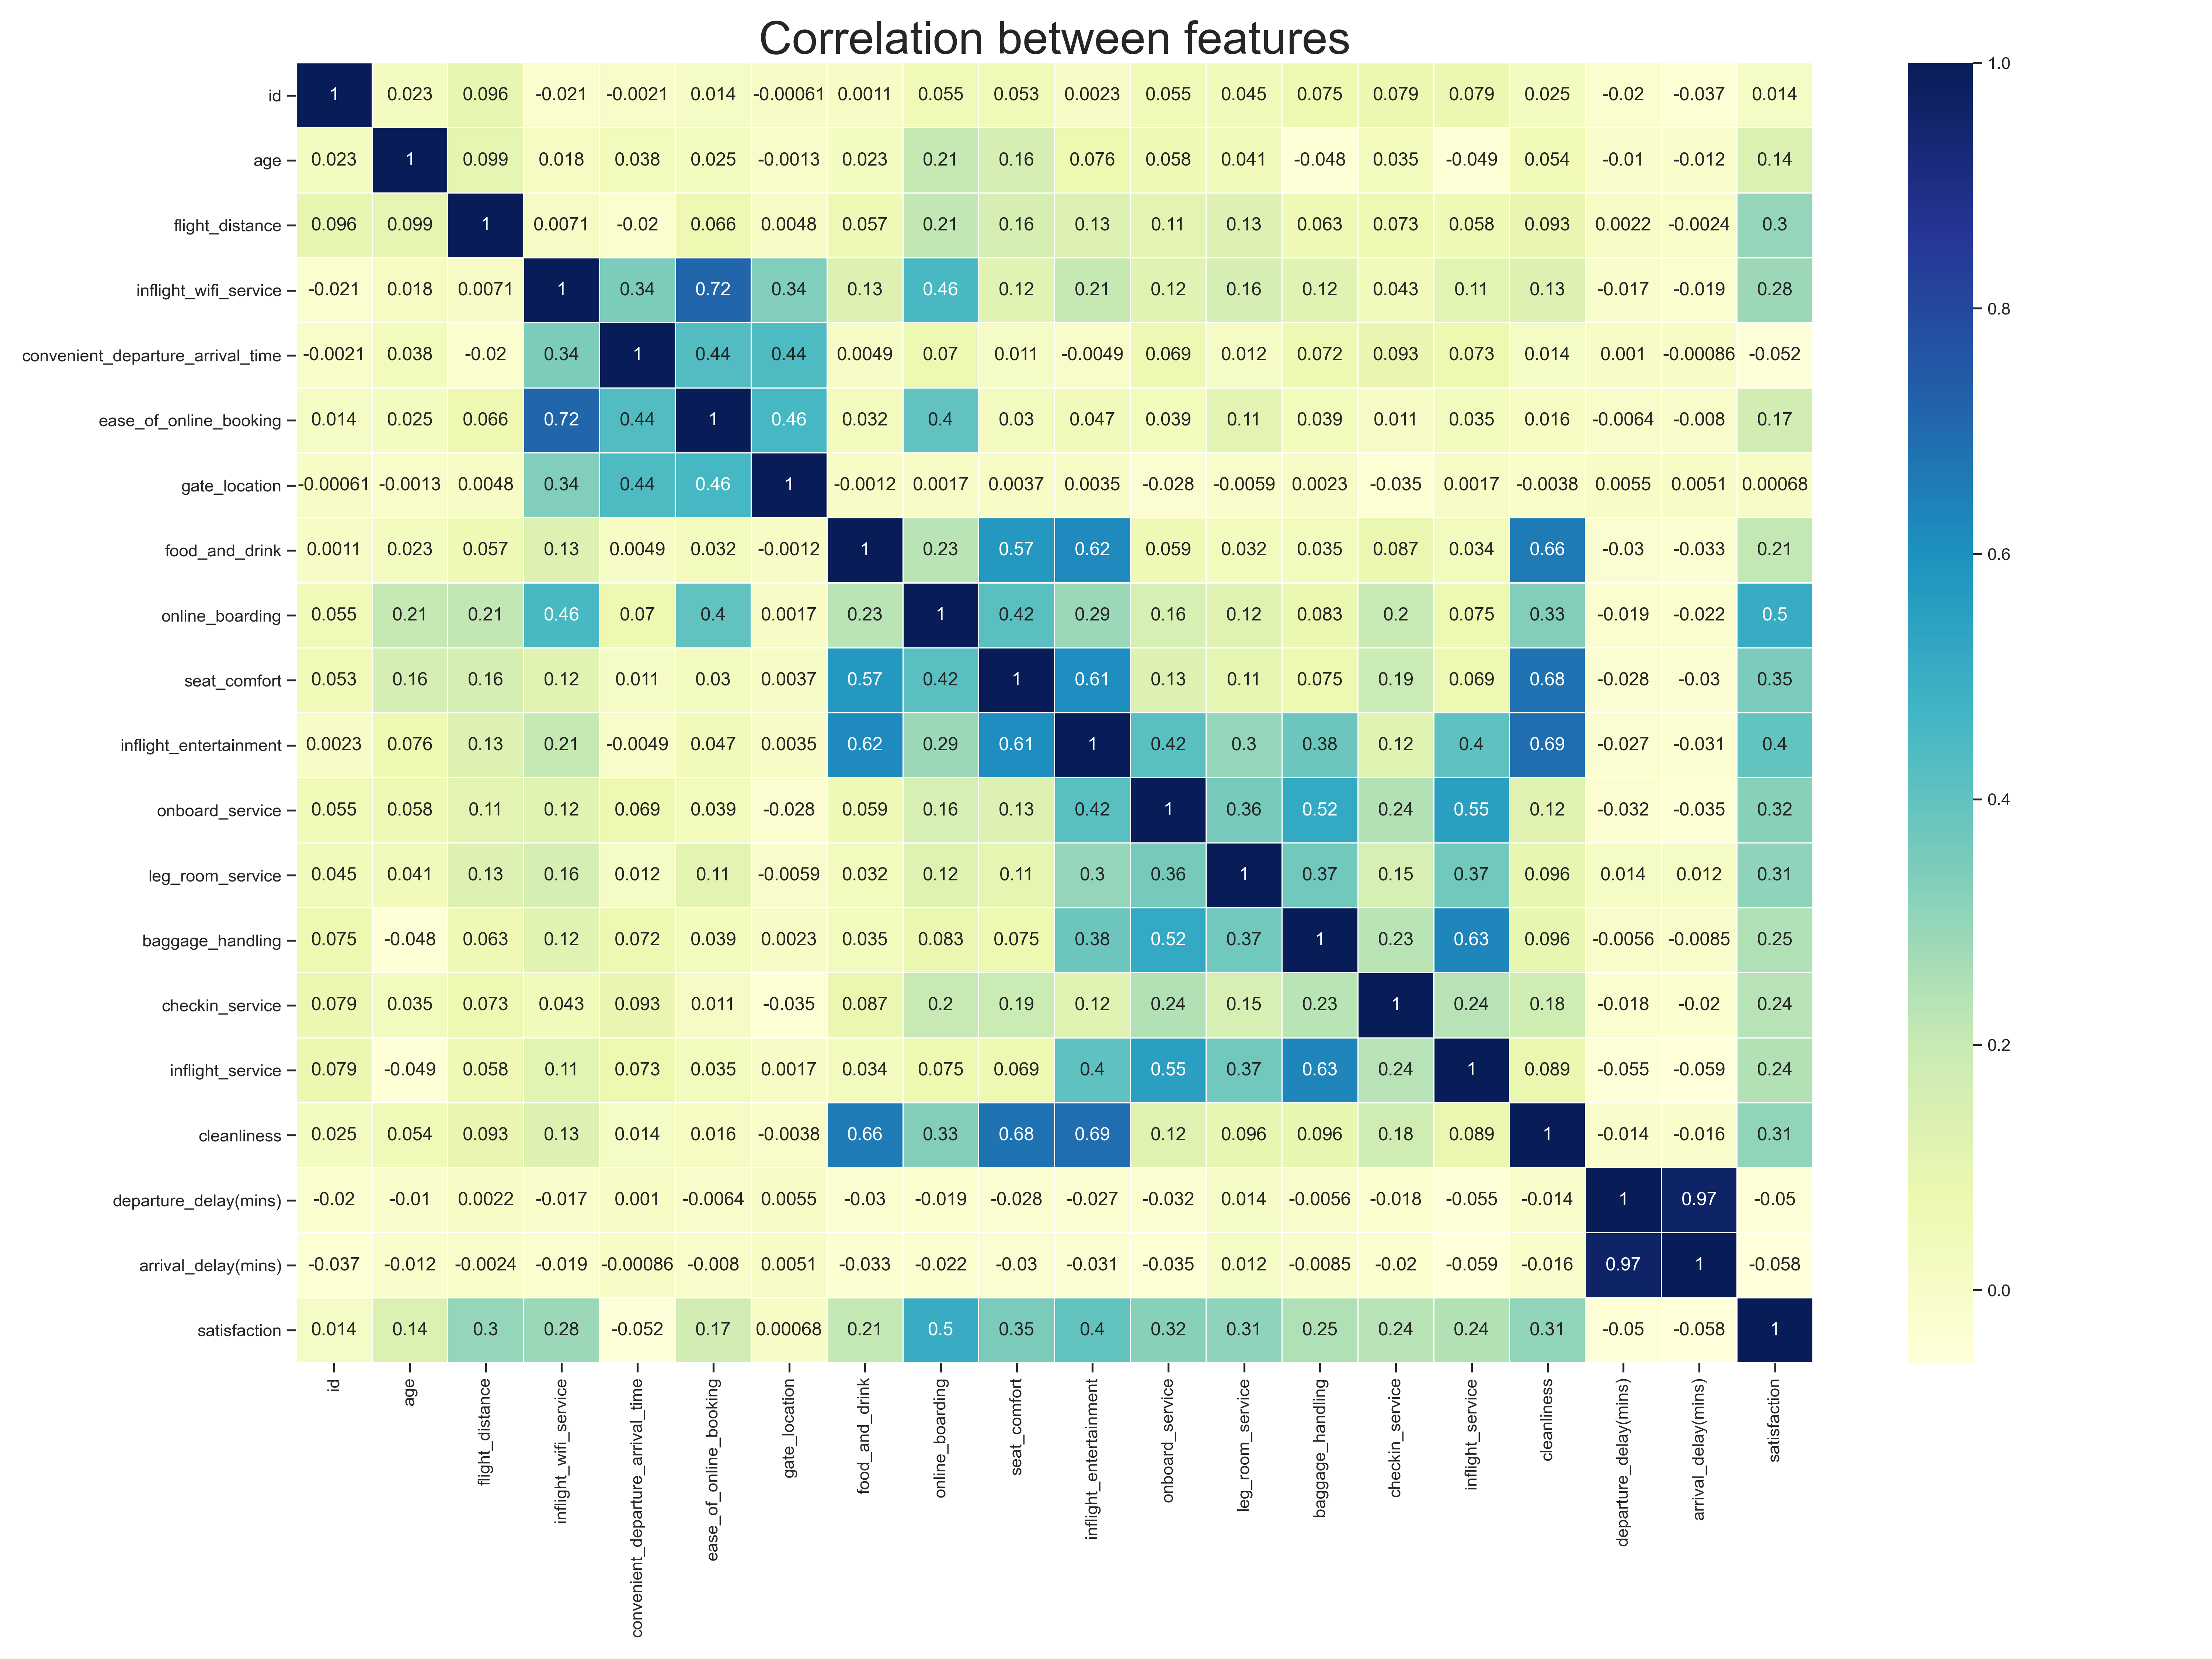 Correlation between features
id 1 0.023 0.096 -0.021 -0.0021 0.014 -0.00061 0.0011 0.055 0.053 0.0023 0.055 0.045 0.075 0.079 0.079 0.025 -0.02 -0.037 0.014
age 0.023 1 0.099 0.018 0.038 0.025 -0.0013 0.023 0.21 0.16 0.076 0.058 0.041 -0.048 0.035 -0.049 0.054 -0.01 -0.012 0.14
flight_distance 0.096 0.099 1 0.0071 -0.02 0.066 0.0048 0.057 0.21 0.16 0.13 0.11 0.13 0.063 0.073 0.058 0.093 0.0022 -0.0024 0.3
inflight_wifi_service -0.021 0.018 0.0071 1 0.34 0.72 0.34 0.13 0.46 0.12 0.21 0.12 0.16 0.12 0.043 0.11 0.13 -0.017 -0.019 0.28
convenient_departure_arrival_time -0.0021 0.038 -0.02 0.34 1 0.44 0.44 0.0049 0.07 0.011 -0.0049 0.069 0.012 0.072 0.093 0.073 0.014 0.001 -0.00086 -0.052
ease_of_online_booking 0.014 0.025 0.066 0.72 0.44 1 0.46 0.032 0.4 0.03 0.047 0.039 0.11 0.039 0.011 0.035 0.016 -0.0064 -0.008 0.17
gate_location -0.00061 -0.0013 0.0048 0.34 0.44 0.46 1 -0.0012 0.0017 0.0037 0.0035 -0.028 -0.0059 0.0023 -0.035 0.0017 -0.0038 0.0055 0.0051 0.00068
food_and_drink 0.0011 0.023 0.057 0.13 0.0049 0.032 -0.0012 1 0.23 0.57 0.62 0.059 0.032 0.035 0.087 0.034 0.66 -0.03 -0.033 0.21
online_boarding 0.055 0.21 0.21 0.46 0.07 0.4 0.0017 0.23 1 0.42 0.29 0.16 0.12 0.083 0.2 0.075 0.33 -0.019 -0.022 0.5
seat_comfort 0.053 0.16 0.16 0.12 0.011 0.03 0.0037 0.57 0.42 1 0.61 0.13 0.11 0.075 0.19 0.069 0.68 -0.028 -0.03 0.35
inflight_entertainment 0.0023 0.076 0.13 0.21 -0.0049 0.047 0.0035 0.62 0.29 0.61 1 0.42 0.3 0.38 0.12 0.4 0.69 -0.027 -0.031 0.4
onboard_service 0.055 0.058 0.11 0.12 0.069 0.039 -0.028 0.059 0.16 0.13 0.42 1 0.36 0.52 0.24 0.55 0.12 -0.032 -0.035 0.32
leg_room_service 0.045 0.041 0.13 0.16 0.012 0.11 -0.0059 0.032 0.12 0.11 0.3 0.36 1 0.37 0.15 0.37 0.096 0.014 0.012 0.31
baggage_handling 0.075 -0.048 0.063 0.12 0.072 0.039 0.0023 0.035 0.083 0.075 0.38 0.52 0.37 1 0.23 0.63 0.096 -0.0056 -0.0085 0.25
checkin_service 0.079 0.035 0.073 0.043 0.093 0.011 -0.035 0.087 0.2 0.19 0.12 0.24 0.15 0.23 1 0.24 0.18 -0.018 -0.02 0.24
inflight_service 0.079 -0.049 0.058 0.11 0.073 0.035 0.0017 0.034 0.075 0.069 0.4 0.55 0.37 0.63 0.24 1 0.089 -0.055 -0.059 0.24
cleanliness 0.025 0.054 0.093 0.13 0.014 0.016 -0.0038 0.66 0.33 0.68 0.69 0.12 0.096 0.096 0.18 0.089 1 -0.014 -0.016 0.31
departure_delay(mins) -0.02 -0.01 0.0022 -0.017 0.001 -0.0064 0.0055 -0.03 -0.019 -0.028 -0.027 -0.032 0.014 -0.0056 -0.018 -0.055 -0.014 1 0.97 -0.05
arrival_delay(mins) -0.037 -0.012 -0.0024 -0.019 -0.00086 -0.008 0.0051 -0.033 -0.022 -0.03 -0.031 -0.035 0.012 -0.0085 -0.02 -0.059 -0.016 0.97 1 -0.058
satisfaction 0.014 0.14 0.3 0.28 -0.052 0.17 0.00068 0.21 0.5 0.35 0.4 0.32 0.31 0.25 0.24 0.24 0.31 -0.05 -0.058 1
id
age
flight_distance
inflight_wifi_service
convenient_departure_arrival_time
ease_of_online_booking
gate_location
food_and_drink
online_boarding
seat_comfort
inflight_entertainment
onboard_service
leg_room_service
baggage_handling
checkin_service
inflight_service
cleanliness
departure_delay(mins)
arrival_delay(mins)
satisfaction
1.0
0.8
0.6
0.4
0.2
0.0